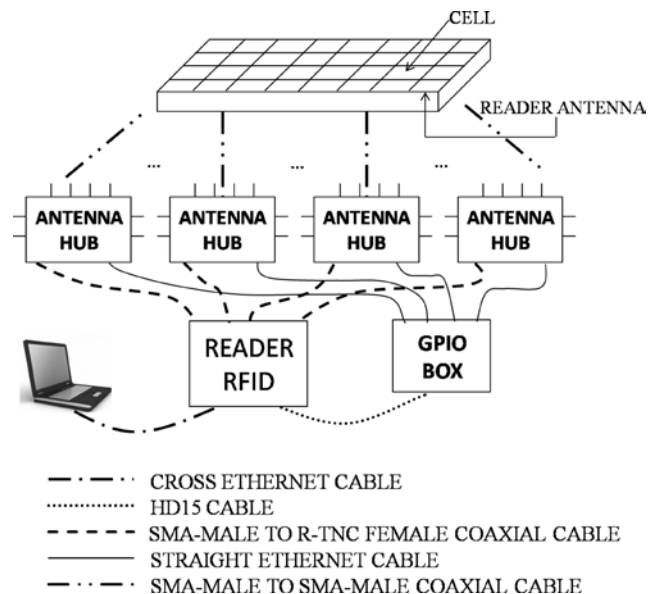 CELL
READER ANTENNA
... ... ...
ANTENNA HUB
ANTENNA HUB
ANTENNA HUB
ANTENNA HUB
READER RFID
GPIO BOX
CROSS ETHERNET CABLE
HD15 CABLE
SMA-MALE TO R-TNC FEMALE COAXIAL CABLE
STRAIGHT ETHERNET CABLE
SMA-MALE TO SMA-MALE COAXIAL CABLE